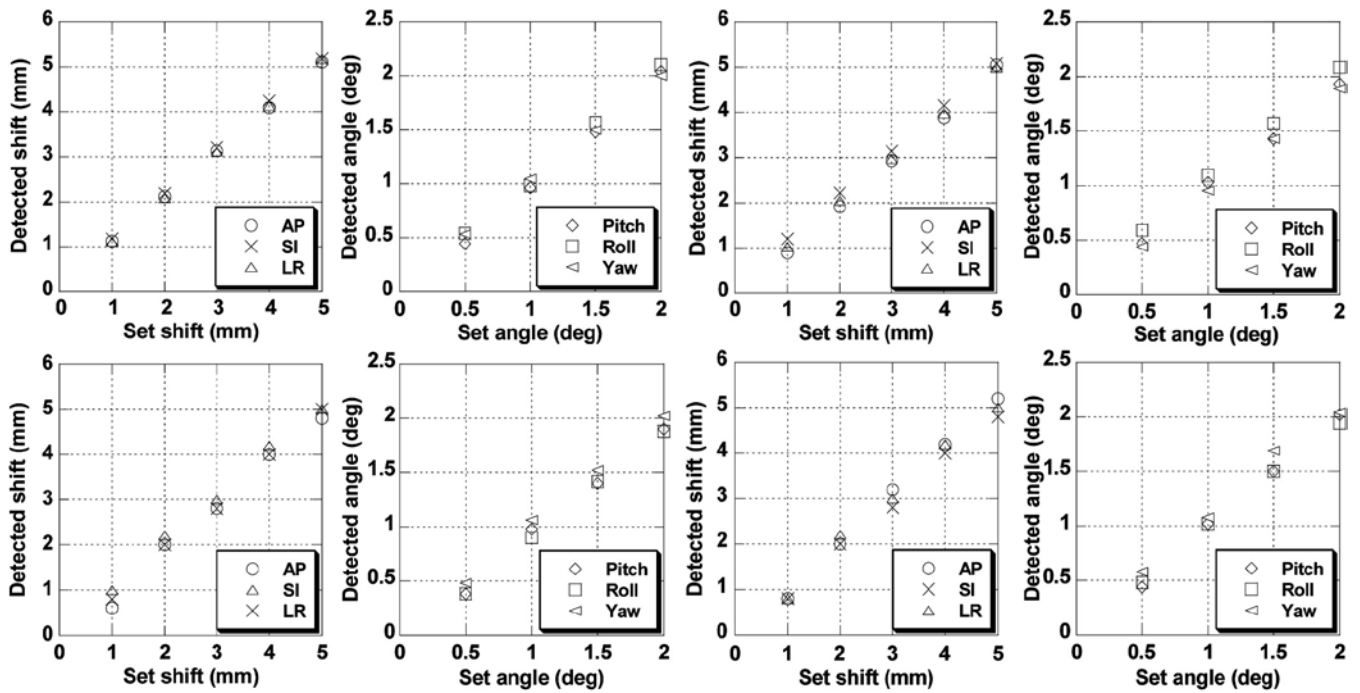 Detected shift (mm)
6
5
4
3
2
1
0
AP
SI
LR
0 1 2 3 4 5
Set shift (mm)
Detected angle (deg)
2.5
2
1.5
1
0.5
0
Pitch
Roll
Yaw
0 0.5 1 1.5 2
Set angle (deg)
Detected shift (mm)
6
5
4
3
2
1
0
AP
SI
LR
0 1 2 3 4 5
Set shift (mm)
Detected angle (deg)
2.5
2
1.5
1
0.5
0
Pitch
Roll
Yaw
0 0.5 1 1.5 2
Set angle (deg)
Detected shift (mm)
6
5
4
3
2
1
0
AP
SI
LR
0 1 2 3 4 5
Set shift (mm)
Detected angle (deg)
2.5
2
1.5
1
0.5
0
Pitch
Roll
Yaw
0 0.5 1 1.5 2
Set angle (deg)
Detected shift (mm)
6
5
4
3
2
1
0
AP
SI
LR
0 1 2 3 4 5
Set shift (mm)
Detected angle (deg)
2.5
2
1.5
1
0.5
0
Pitch
Roll
Yaw
0 0.5 1 1.5 2
Set angle (deg)